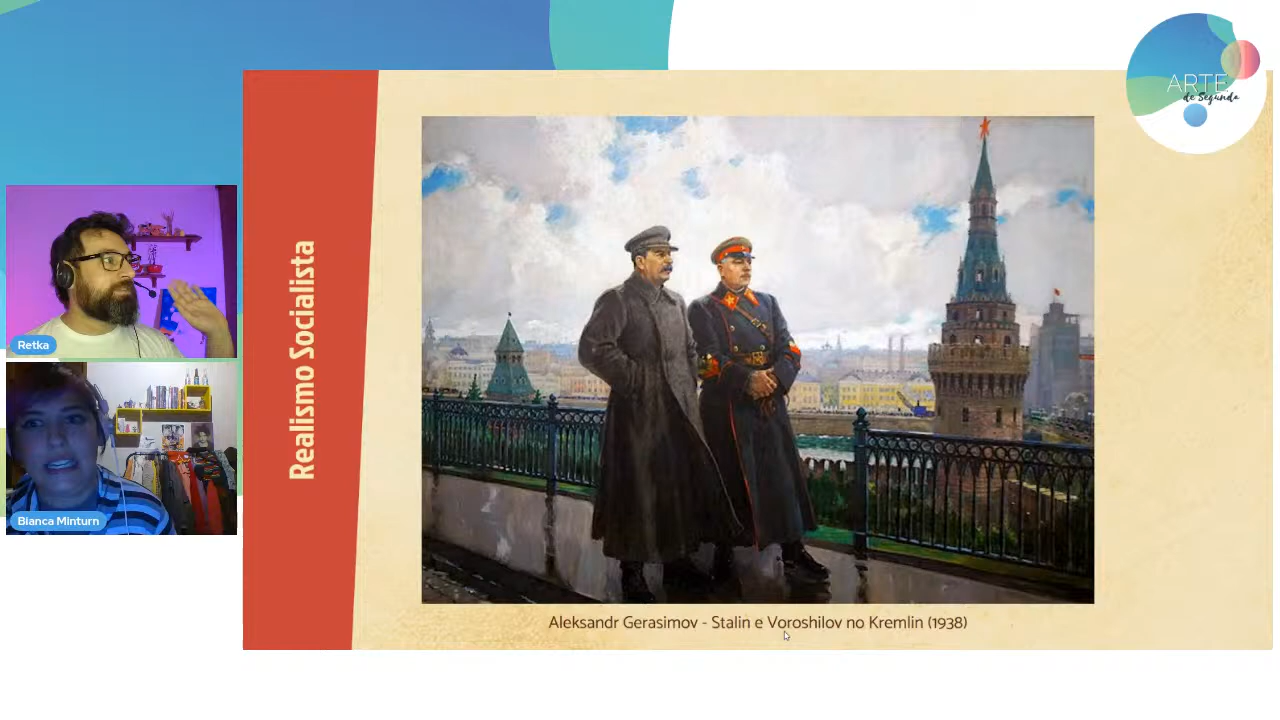 ARTE
de Segunda
Retka
Bianca Minturn
Realismo Socialista
Aleksandr Gerasimov - Stalin e Voroshilov no Kremlin (1938)